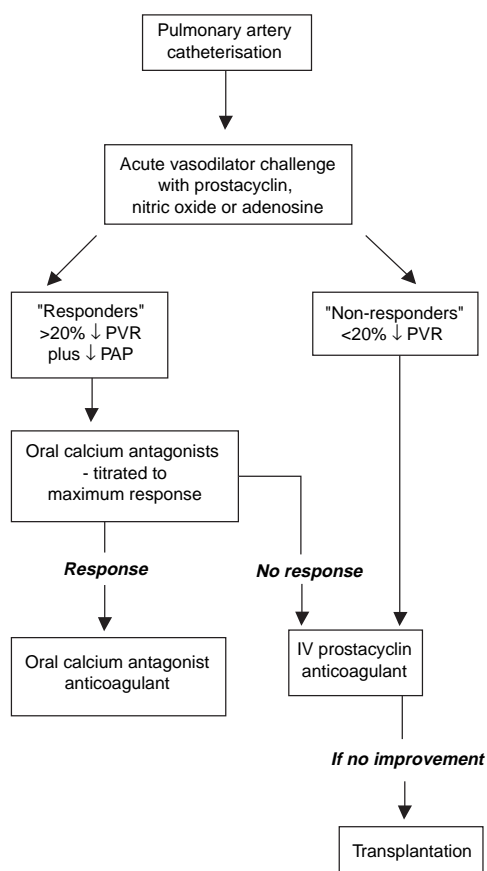 Pulmonary artery
catheterisation
Acute vasodilator challenge
with prostacyclin,
nitric oxide or adenosine
"Responders"
>20% ↓ PVR
plus ↓ PAP
"Non-responders"
<20% ↓ PVR
Oral calcium antagonists
- titrated to
maximum response
Response
No response
Oral calcium antagonist
anticoagulant
IV prostacyclin
anticoagulant
If no improvement
Transplantation